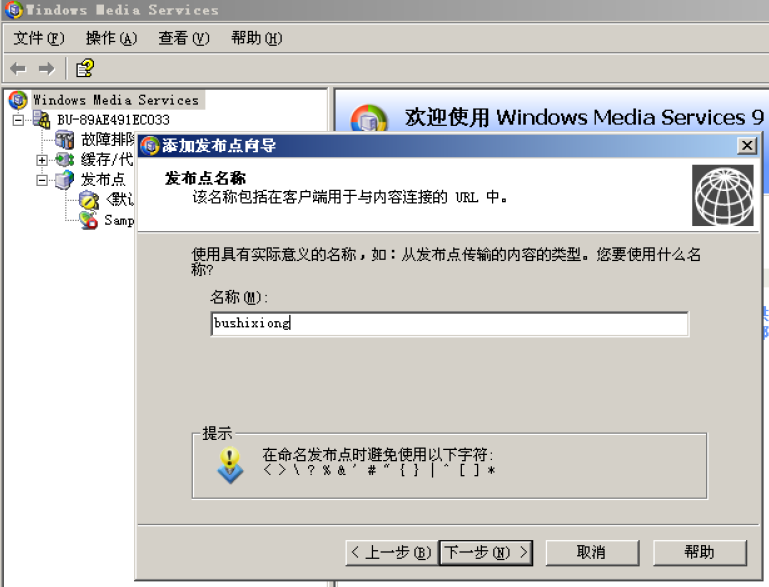 Windows Media Services
文件(F) 操作(A) 查看(V) 帮助(H)
Windows Media Services
BU-89AE491EC033
故障排除
缓存/代
发布点
<默认
Samp
欢迎使用 Windows Media Services 9
添加发布点向导
发布点名称
该名称包括在客户端用于与内容连接的 URL 中。
使用具有实际意义的名称，如：从发布点传输的内容的类型。您要使用什么名
称?
名称(M):
bushixiong
提示
在命名发布点时避免使用以下字符:
< > \ ? % & ' # " { } | ^ [ ] *
< 上一步(B) 下一步(N) > 取消 帮助